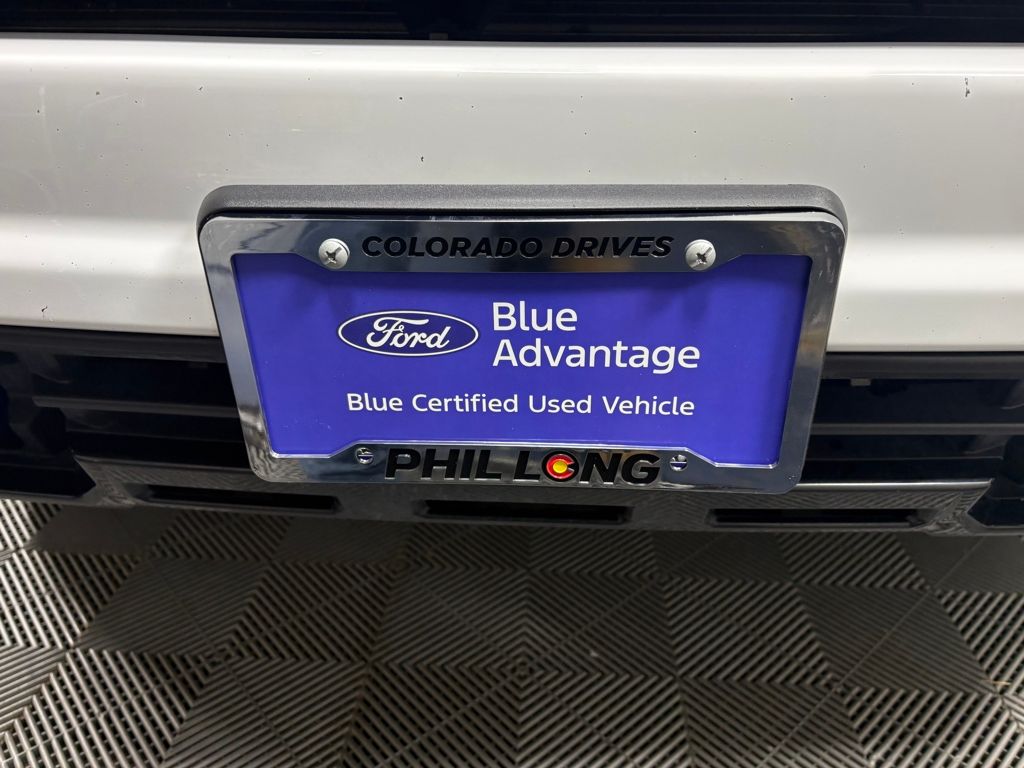 COLORADO DRIVES
Ford
Blue
Advantage
Blue Certified Used Vehicle
PHIL LONG